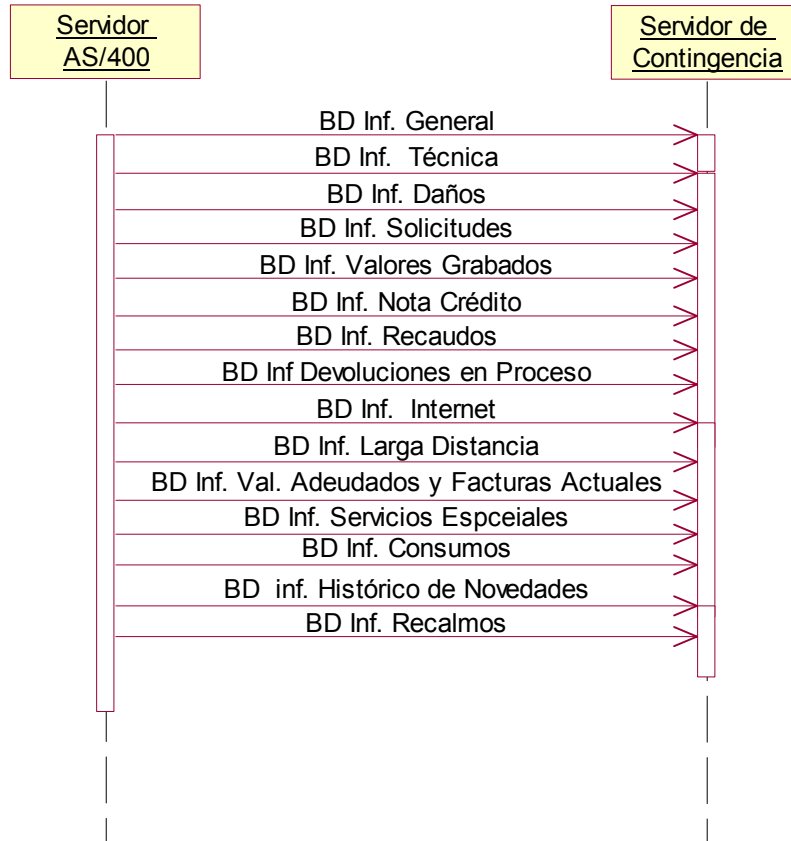 Servidor
AS/400
Servidor de
Contingencia
BD Inf. General
BD Inf. Técnica
BD Inf. Daños
BD Inf. Solicitudes
BD Inf. Valores Grabados
BD Inf. Nota Crédito
BD Inf. Recaudos
BD Inf Devoluciones en Proceso
BD Inf. Internet
BD Inf. Larga Distancia
BD Inf. Val. Adeudados y Facturas Actuales
BD Inf. Servicios Espceiales
BD Inf. Consumos
BD inf. Histórico de Novedades
BD Inf. Recalmos